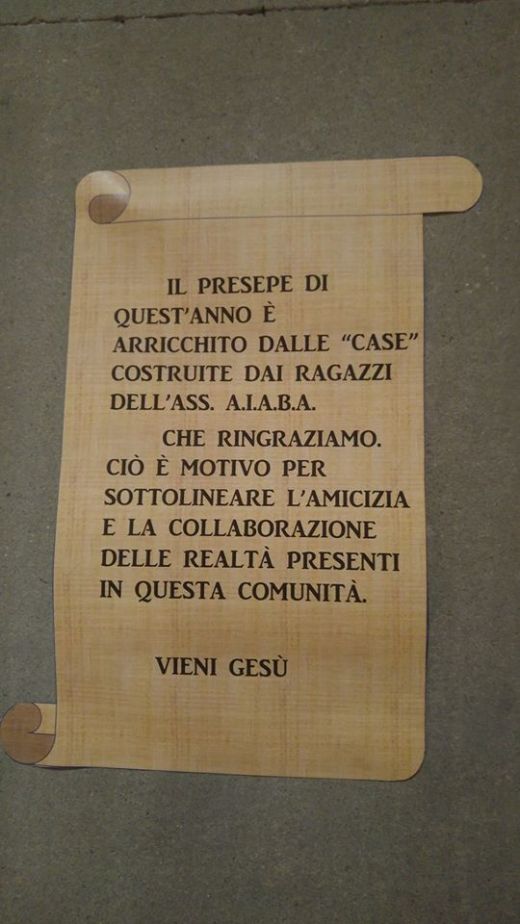 IL PRESEPE DI
QUEST'ANNO È
ARRICCHITO DALLE “CASE”
COSTRUITE DAI RAGAZZI
DELL'ASS. A.I.A.B.A.
CHE RINGRAZIAMO.
CIÒ È MOTIVO PER
SOTTOLINEARE L'AMICIZIA
E LA COLLABORAZIONE
DELLE REALTÀ PRESENTI
IN QUESTA COMUNITÀ.
VIENI GESÙ